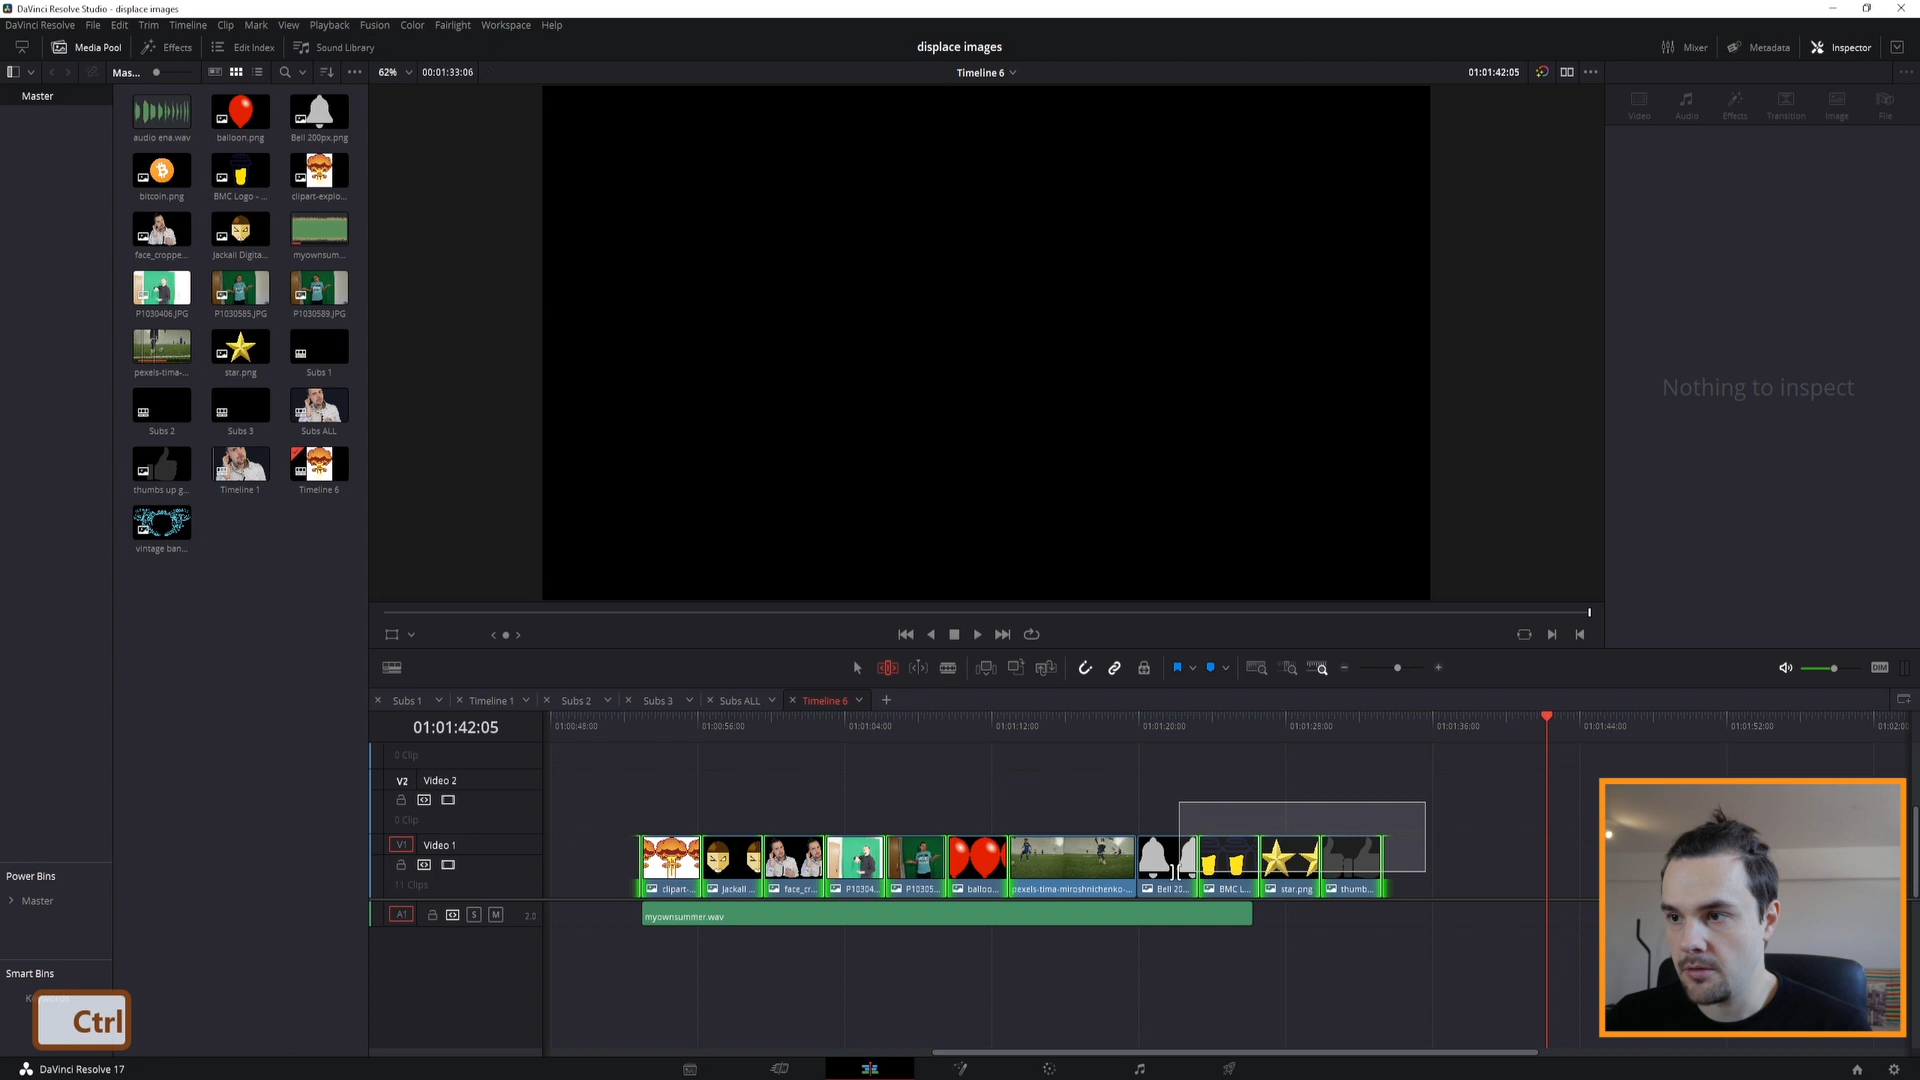 DaVinci Resolve Studio - displace images
DaVinci Resolve File Edit Trim Timeline Clip Mark View Playback Fusion Color Fairlight Workspace Help
Media Pool Effects Edit Index Sound Library displace images Mixer Metadata Inspector
Mas... 62% 00:01:33:06 Timeline 6 01:01:42:05
Master
Video Audio Effects Transition Image File
audio ena.wav balloon.png Bell 200px.png
bitcoin.png BMC Logo - ... clipart-explo...
face_croppe... Jackall Digita... myownsum...
P1030406.JPG P1030585.JPG P1030589.JPG
pexels-tima-... star.png Subs 1
Subs 2 Subs 3 Subs ALL
thumbs up g... Timeline 1 Timeline 6
vintage ban...
Nothing to inspect
DIM
Subs 1 Timeline 1 Subs 2 Subs 3 Subs ALL Timeline 6
01:01:42:05
01:00:48:00 01:00:56:00 01:01:04:00 01:01:12:00 01:01:20:00 01:01:28:00 01:01:36:00 01:01:44:00 01:01:52:00 01:02:00
0 Clip
V2 Video 2
0 Clip
V1 Video 1
11 Clips
clipart-... Jackall ... face_cr... P10304... P10305... balloo... pexels-tima-miroshnichenko-... Bell 20... BMC L... star.png thumb...
A1 S M 2.0
myownsummer.wav
Power Bins
Master
Smart Bins
Ctrl
DaVinci Resolve 17